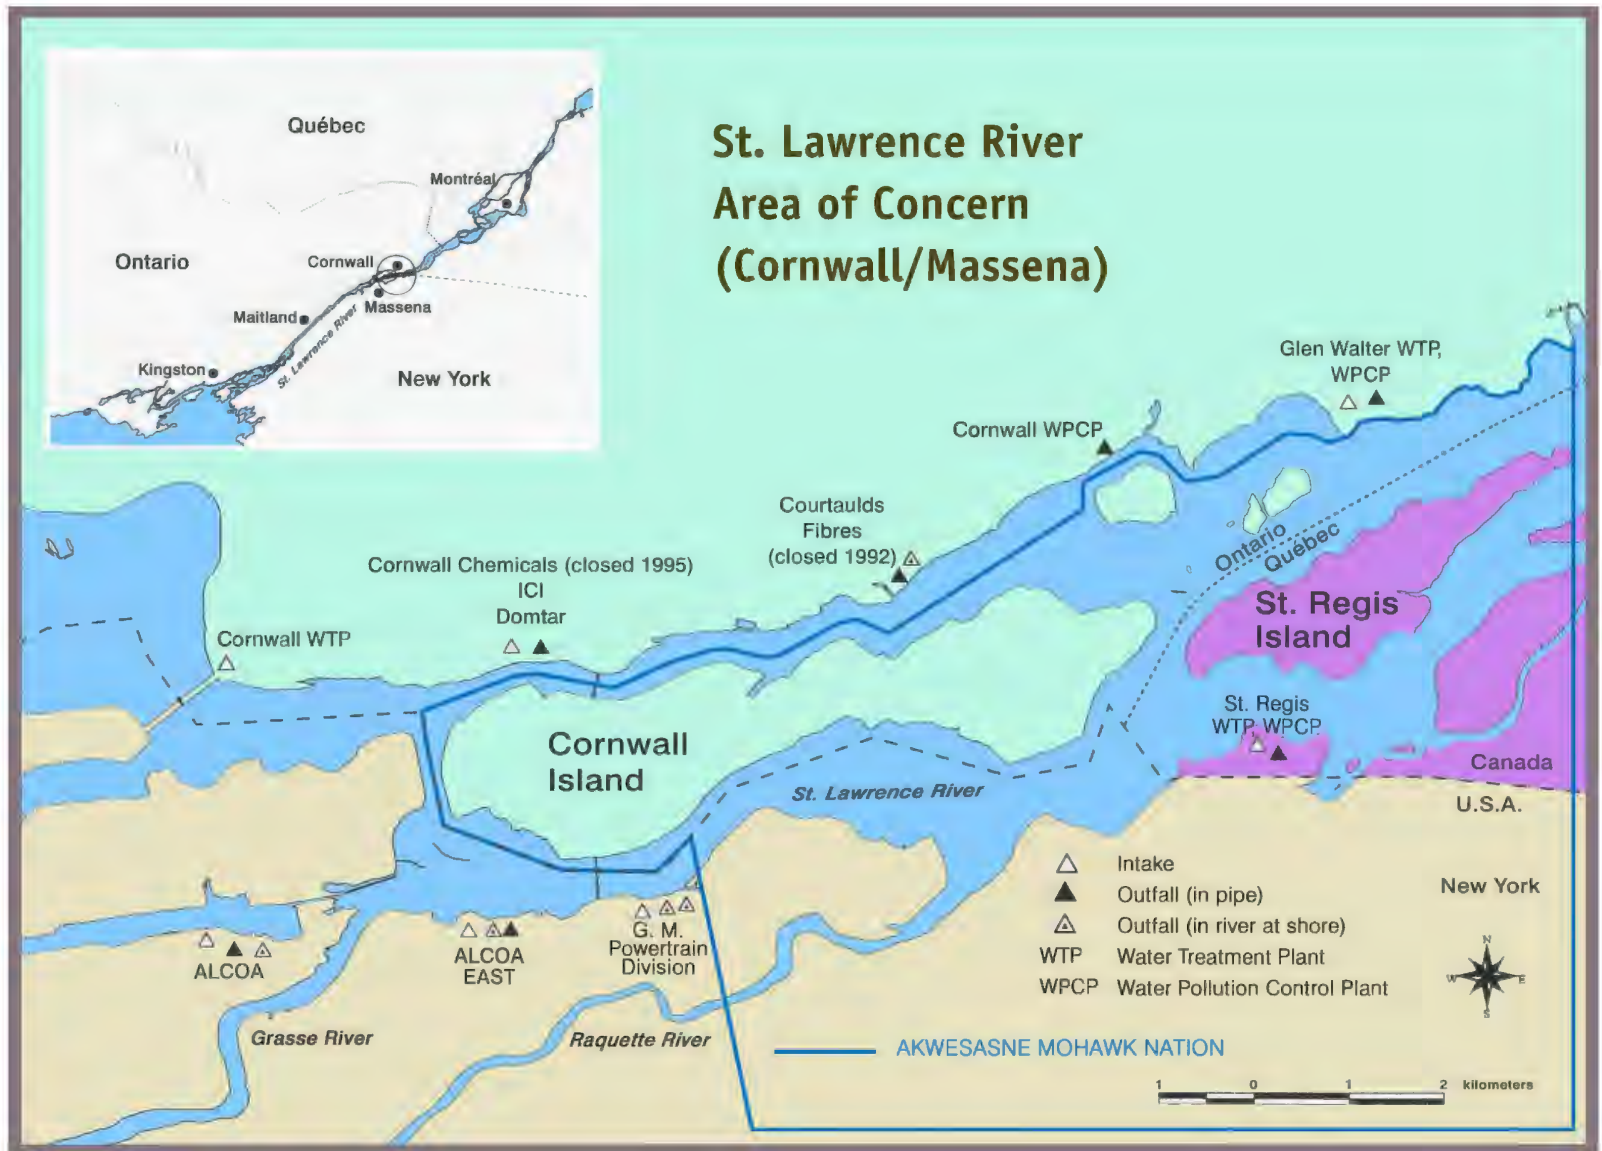 St. Lawrence River
Area of Concern
(Cornwall/Massena)
Québec
Montréal
Ontario
Cornwall
Massena
Maitland
St. Lawrence River
Kingston
New York
Glen Walter WTP,
WPCP
Cornwall WPCP
Courtaulds
Fibres
(closed 1992)
Cornwall Chemicals (closed 1995)
ICI
Domtar
Cornwall WTP
Ontario
Québec
St. Regis
Island
St. Regis
WTP, WPCP
Cornwall
Island
St. Lawrence River
Canada
U.S.A.
New York
Intake
Outfall (in pipe)
Outfall (in river at shore)
WTP Water Treatment Plant
WPCP Water Pollution Control Plant
N
W E
S
G. M.
Powertrain
Division
ALCOA
EAST
ALCOA
Grasse River
Raquette River
AKWESASNE MOHAWK NATION
1 0 1 2 kilometers